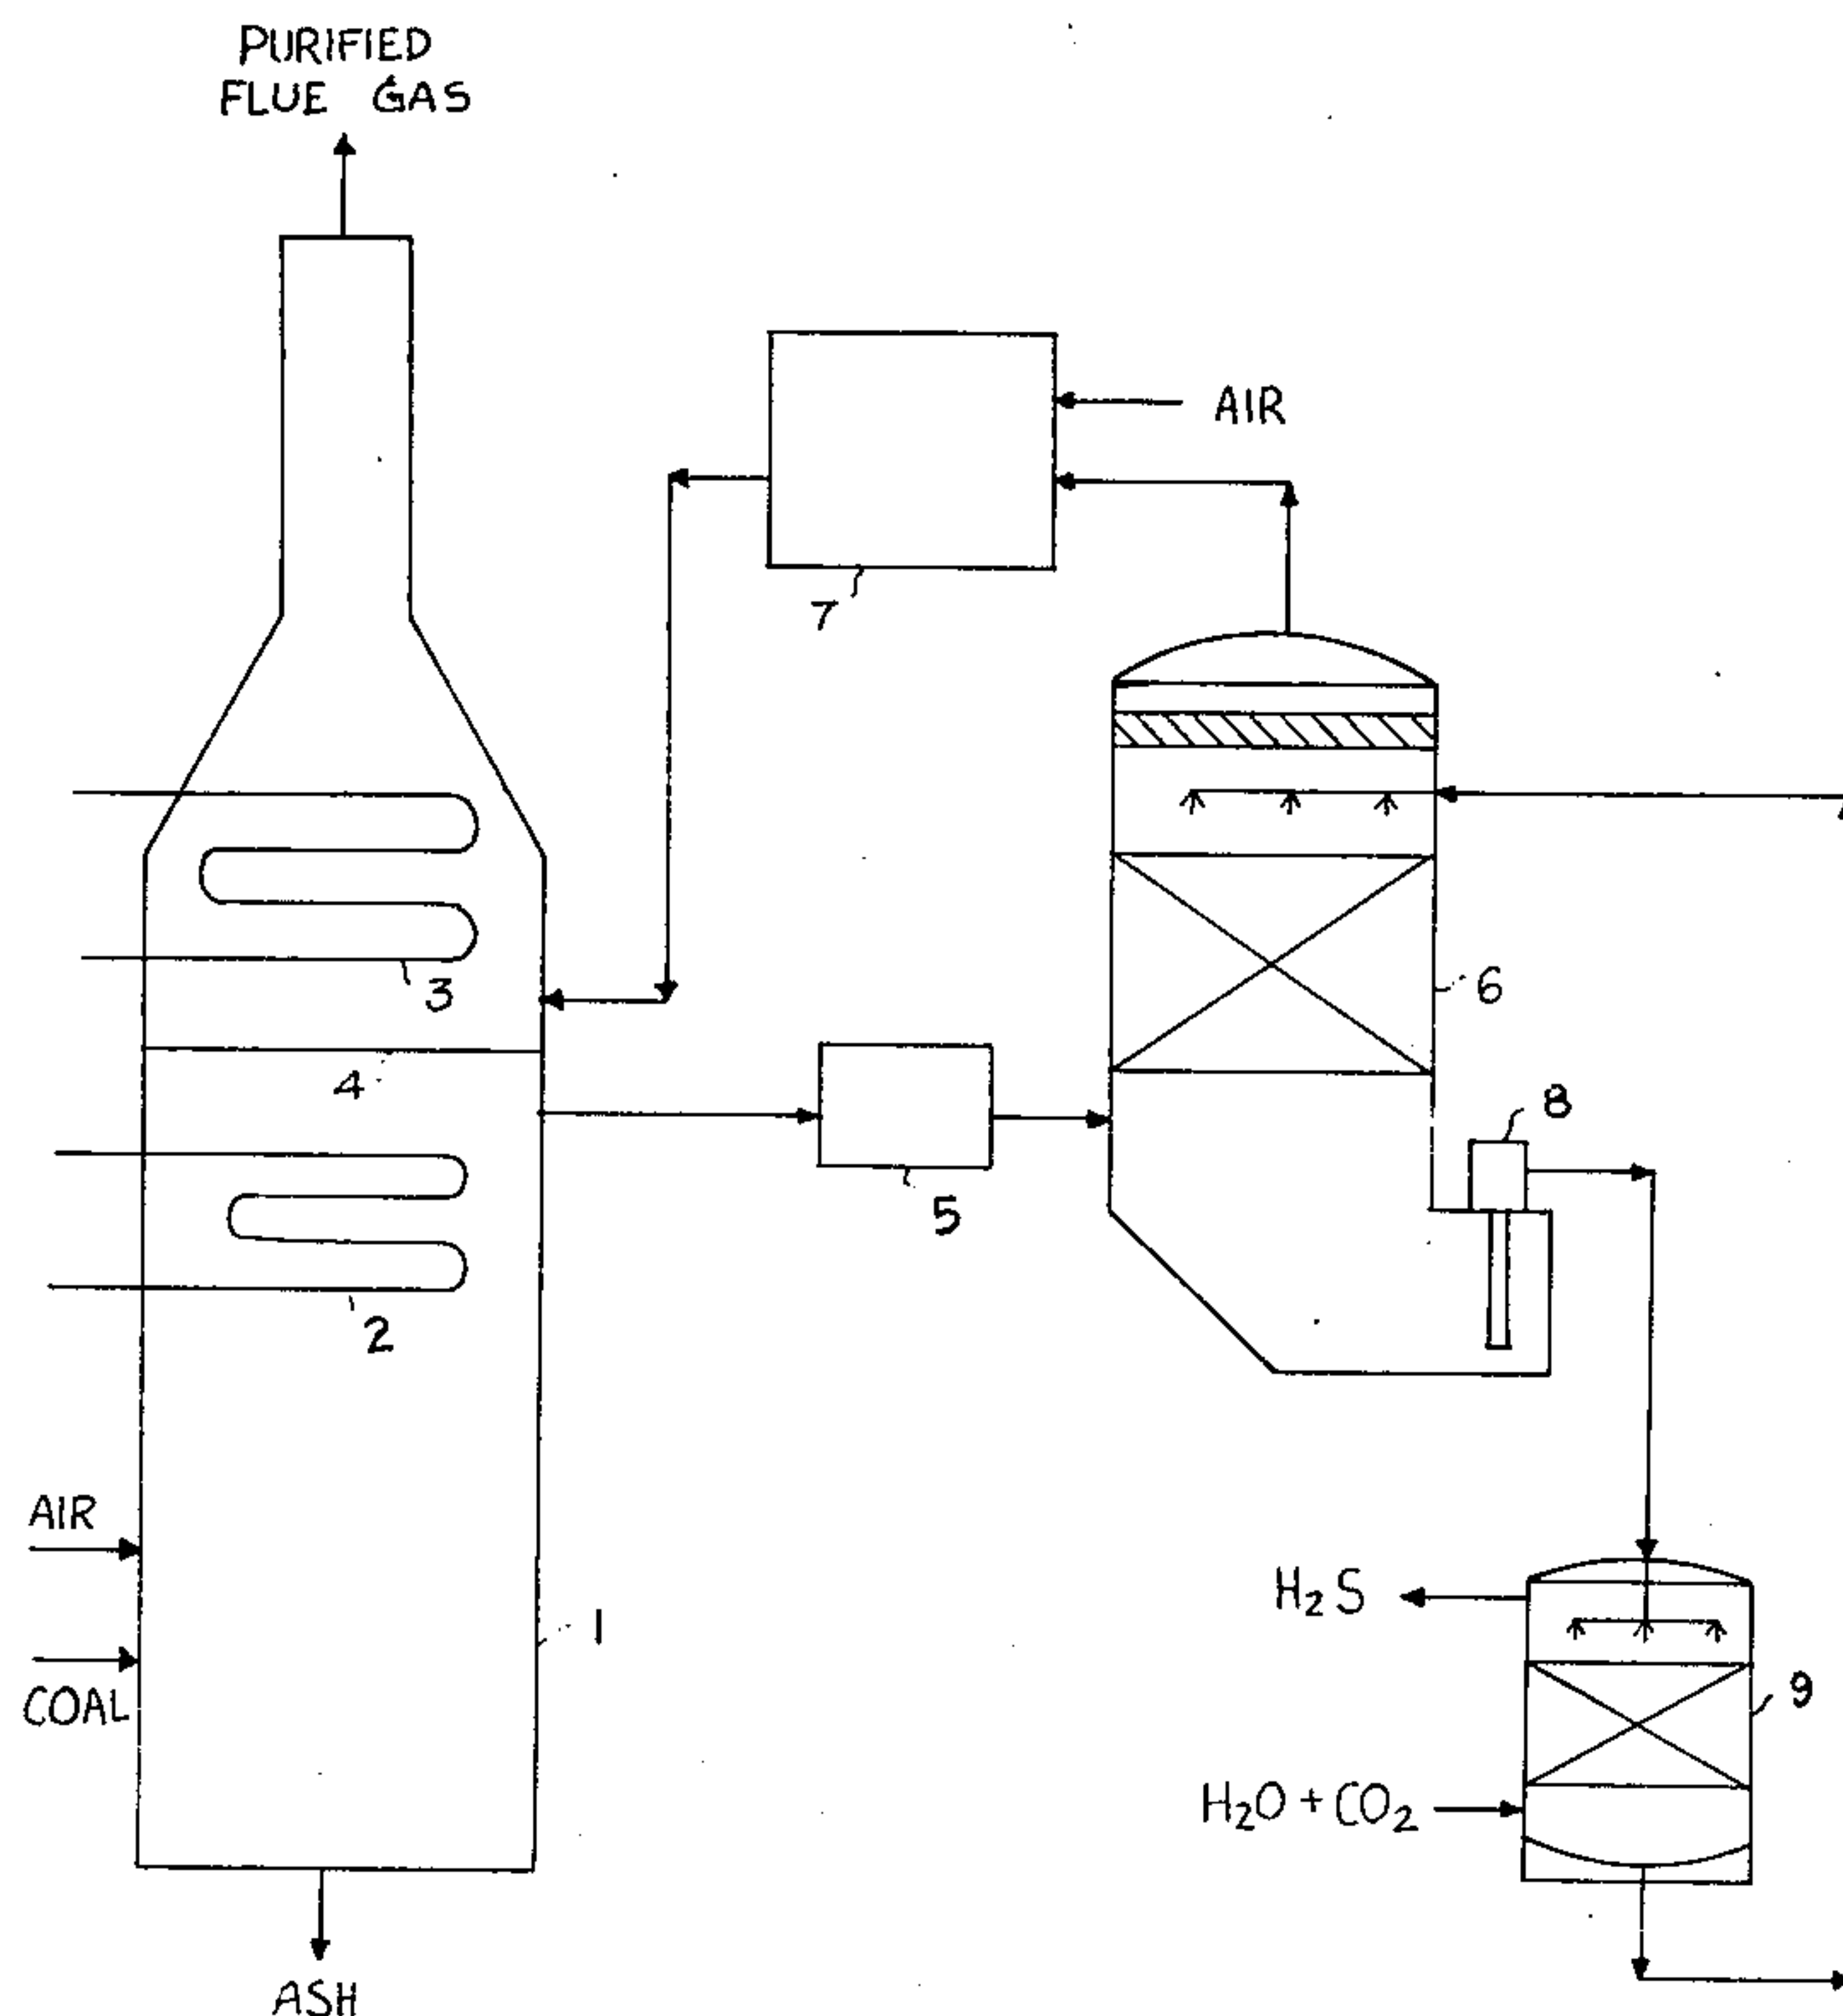 PURIFIED
FLUE GAS
AIR
7
6
3
4
8
5
2
AIR
H₂S
1
COAL
9
H₂O + CO₂
ASH